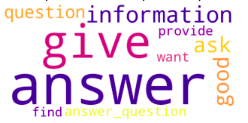 question information
provide
give ask
want
answer good
find answer_question